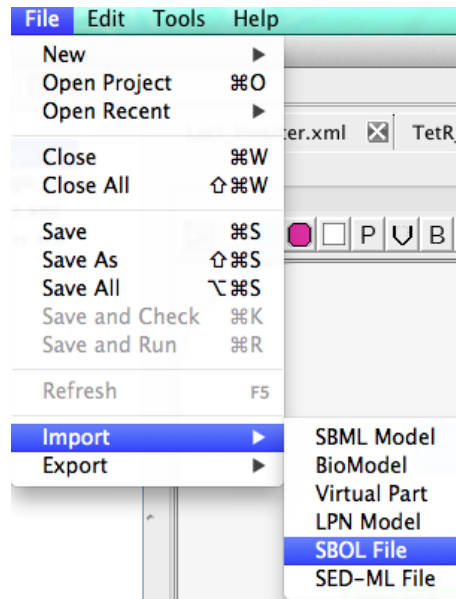 File Edit Tools Help
New
Open Project ⌘O
Open Recent
ter.xml TetR
Close ⌘W
Close All ⇧⌘W
Save ⌘S
P V B
Save As ⇧⌘S
Save All ⌥⌘S
Save and Check ⌘K
Save and Run ⌘R
Refresh F5
Import
Export
SBML Model
BioModel
Virtual Part
LPN Model
SBOL File
SED-ML File